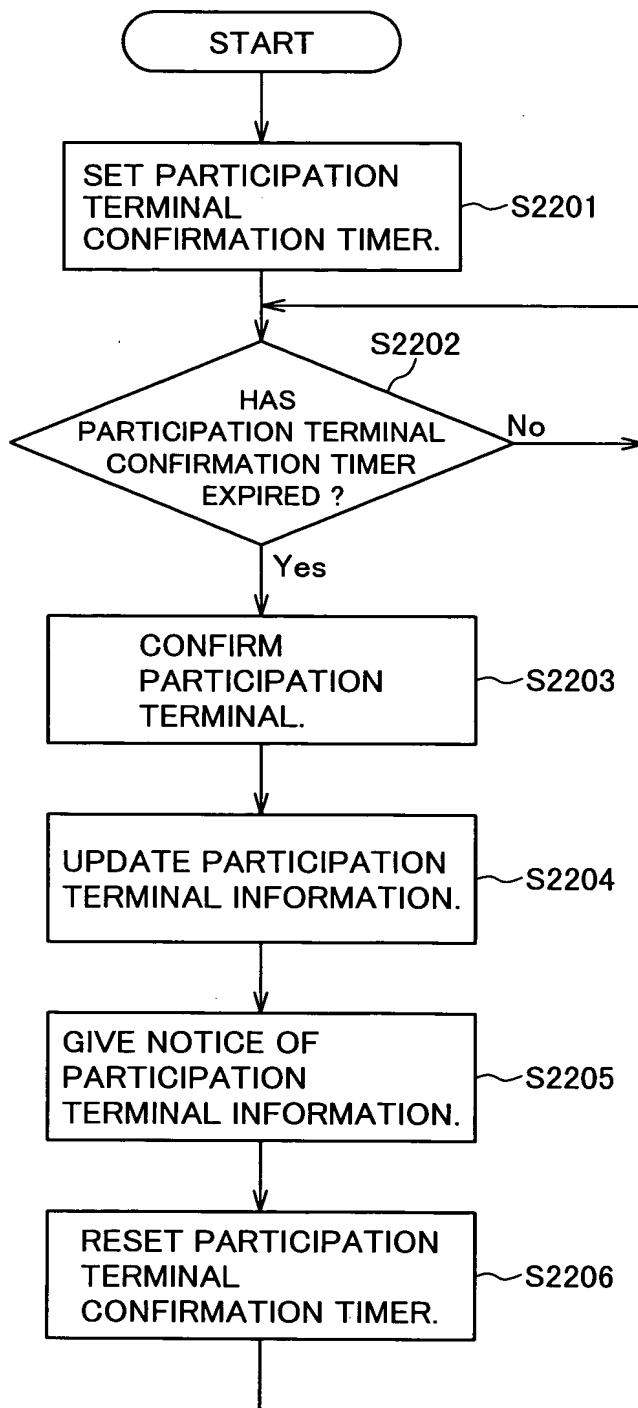 START
SET PARTICIPATION
TERMINAL
CONFIRMATION TIMER.
S2201
S2202
HAS
PARTICIPATION TERMINAL
CONFIRMATION TIMER
EXPIRED ?
No
Yes
CONFIRM
PARTICIPATION
TERMINAL.
S2203
UPDATE PARTICIPATION
TERMINAL INFORMATION.
S2204
GIVE NOTICE OF
PARTICIPATION
TERMINAL INFORMATION.
S2205
RESET PARTICIPATION
TERMINAL
CONFIRMATION TIMER.
S2206